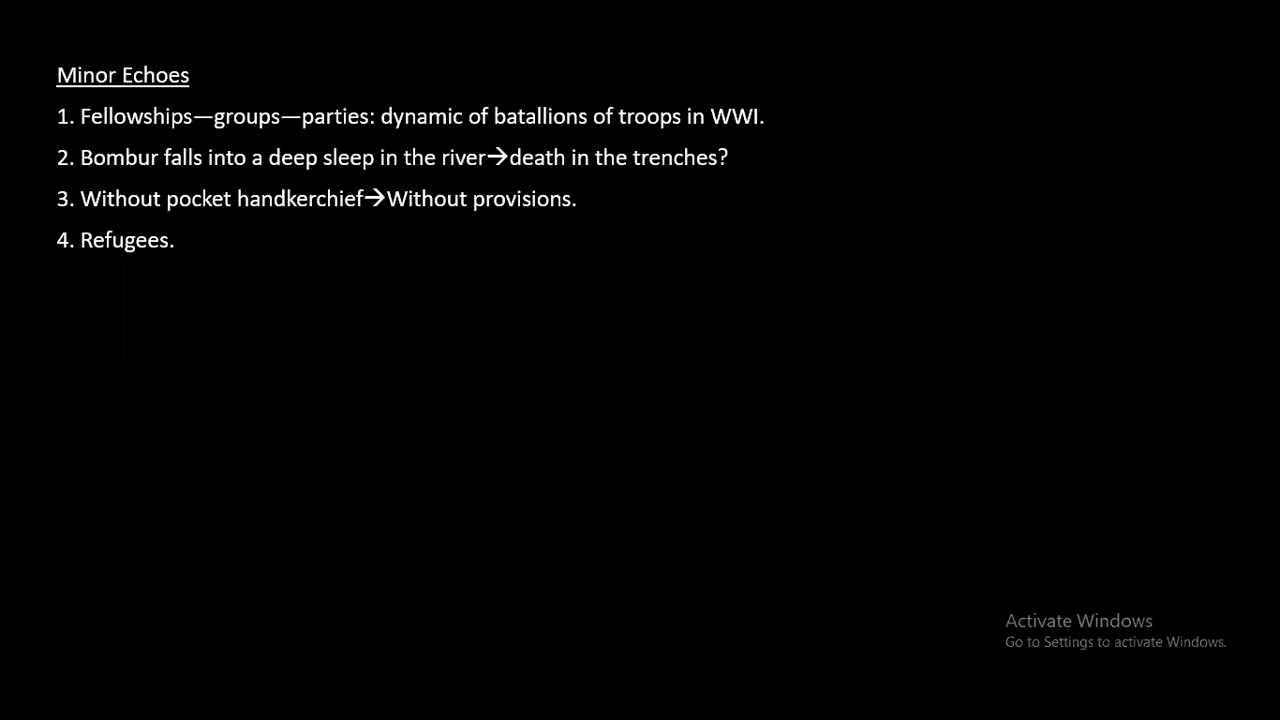 Minor Echoes
1. Fellowships—groups—parties: dynamic of batallions of troops in WWI.
2. Bombur falls into a deep sleep in the river→death in the trenches?
3. Without pocket handkerchief→Without provisions.
4. Refugees.
Activate Windows
Go to Settings to activate Windows.